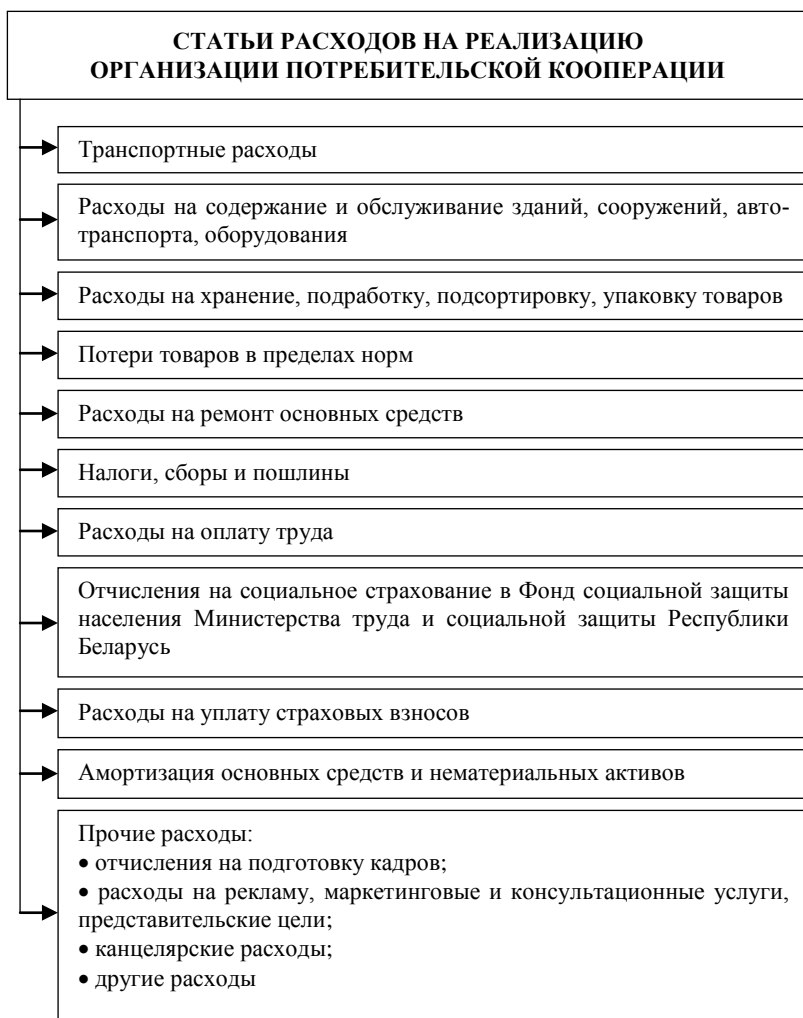 СТАТЬИ РАСХОДОВ НА РЕАЛИЗАЦИЮ
ОРГАНИЗАЦИИ ПОТРЕБИТЕЛЬСКОЙ КООПЕРАЦИИ
Транспортные расходы
Расходы на содержание и обслуживание зданий, сооружений, авто-
транспорта, оборудования
Расходы на хранение, подработку, подсортировку, упаковку товаров
Потери товаров в пределах норм
Расходы на ремонт основных средств
Налоги, сборы и пошлины
Расходы на оплату труда
Отчисления на социальное страхование в Фонд социальной защиты
населения Министерства труда и социальной защиты Республики
Беларусь
Расходы на уплату страховых взносов
Амортизация основных средств и нематериальных активов
Прочие расходы:
• отчисления на подготовку кадров;
• расходы на рекламу, маркетинговые и консультационные услуги,
представительские цели;
• канцелярские расходы;
• другие расходы